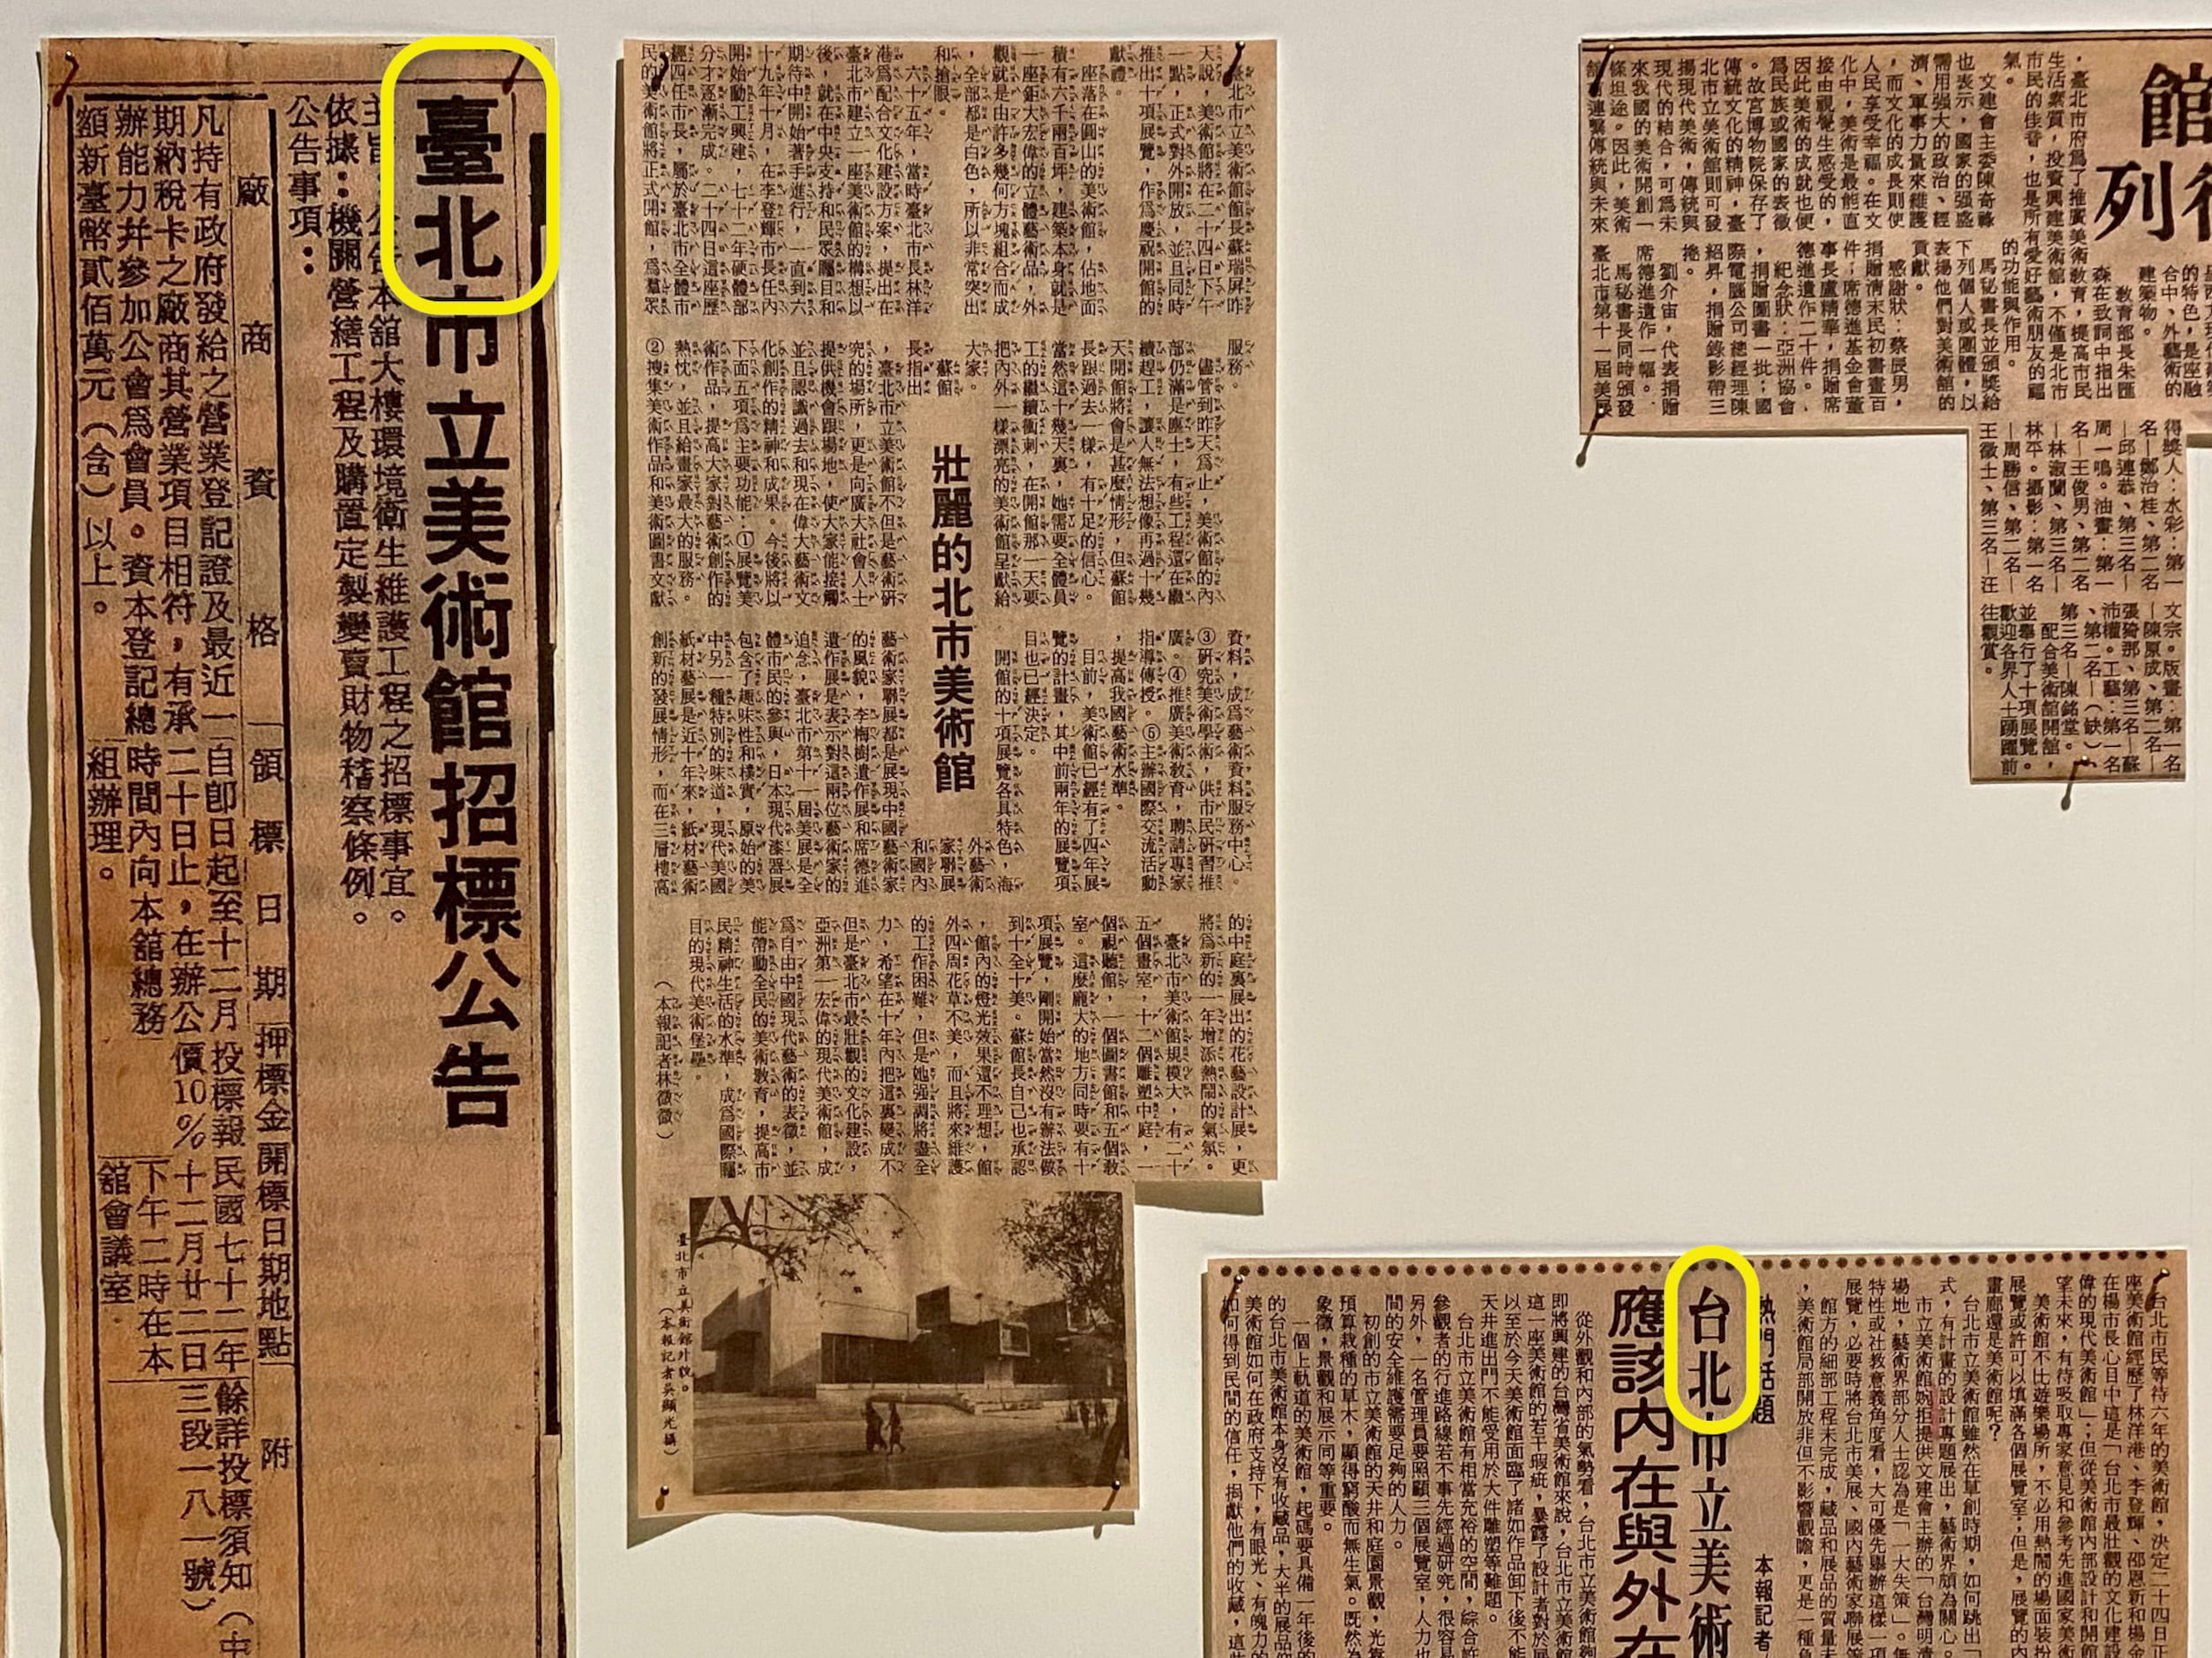 臺北市立美術館招標公告
公告本舘大樓環境衛生維護工程之招標事宜。
依據：機關營繕工程及購置定製變賣財物稽察條例。
公告事項：
廠商資格
凡持有政府發給之營業登記證及最近一
期納稅卡之廠商其營業項目相符，有承
辦能力幷參加公會爲會員。資本登記總
額新臺幣貳佰萬元（含）以上。
領標日期
自卽日起至十二月
二十日止，在辦公
時間內向本舘總務
組辦理。
押標金
投標報
價10%
開標日期地點
民國七十二年
十二月廿二日
下午二時在本
舘會議室
附
餘詳投標須知（中
三段一八一號）
壯麗的北市美術館
臺北市立美術館長蘇瑞屛昨
天說，美術館將在二十四日下午
一點，正式對外開放，並且同時
推出十項展覽，作爲慶祝開館的
獻禮。
座落在圓山的美術館，佔地面
積有六千兩百坪，建築本身就是
一座鉅大宏偉的立體藝術品，外
觀就是由許多幾何方塊組合而成
，全部都是白色，所以非常突出
和搶眼。
六十五年，當時臺北市長林洋
港爲配合文化建設方案，提出在
臺北市建立一座美術館的構想以
後，就在中央支持和民眾矚目和
期待中開始著手進行，一直到六
十九年十月，在李登輝市長任內
開始動工興建，七十二年硬體部
分才逐漸完成。二十四日這座歷
經四任市長，屬於臺北市全體市
民的美術館將正式開館，爲羣眾
服務。
儘管到昨天爲止，美術館的內
部仍滿是塵土，有些工程還在繼
續趕工，讓人無法想像再過十幾
天開館將會是甚麼情形，但蘇館
長跟過去一樣，有十足的信心。
當然這十幾天裏，她需要全體員
工的繼續衝刺，在開館那一天要
把內外一樣漂亮的美術館呈獻給
大家。
蘇館
長指出
，臺北市立美術館不但是藝術硏
究的場所，更是向廣大社會人士
提供機會跟場地，使大家能接觸
並且認識過去和現在偉大藝術文
化創作的精神和成果。今後將以
下面五項爲主要功能：①展覽美
術作品，提高大家對藝術創作的
熱忱，並且給畫家最大的服務。
②搜集美術作品和美術圖書文獻
資料，成爲藝術資料服務中心。
③硏究美術學術，供市民硏習推
廣。④推廣美術敎育，聘請專家
指導傳授。⑤主辦國際交流活動
，提高我國藝術水準。
目前，美術館已經有了四年展
覽的計畫，其中前兩年的展覽項
目也已經決定。
開館的十項展覽各具特色，海
外藝術
家聯展
和國內
藝術家聯展都是展現中國藝術家
的風貌，李梅樹遺作展和席德進
遺作展是表示對這兩位藝術家的
追念，臺北市第十一屆美展是全
體市民的參與，日本現代漆器展
包含了趣味性和樸實，原始的美
中另一種特別的味道，現代美國
紙材藝展是近十年來，紙材藝術
創新的發展情形，而在三層樓高
的中庭裏展出的花藝設計展，更
將爲新的一年增添熱鬧的氣氛。
臺北市美術館規模大，有二十
五個畫室，十二個雕塑中庭，一
個視聽館，一個圖書館和五個敎
室。這麼龐大的地方同時要有十
項展覽，剛開始當然沒有辦法做
到十全十美。蘇館長自己也承認
，館內的燈光效果還不理想，館
外四周花草不美，而且將來維護
的工作困難，但是她强調將盡全
力，希望在十年內把這裏變成不
但是臺北市最壯觀的文化建設，
亞洲第一宏偉的現代美術館，成
爲自由中國現代藝術的表徵，並
能帶動全民的美術敎育，提高市
民精神生活的水準，成爲國際矚
目的現代美術堡壘。
（本報記者林微微）
臺北市立美術館外貌。
（本報記者吳顯光攝）
館
列
，臺北市府爲了推廣美術敎育，提高市民
生活素質，投資興建美術館，不僅是北市
市民的佳音，也是所有愛好藝術朋友的福
氣。
文建會主委陳奇祿
也表示，國家的强盛
需用强大的政治、經
濟、軍事力量來維護
，而文化的成長則使
人民享受幸福。在文
化中，美術是最能直
接由視覺生感受的，
因此美術的成就也便
爲民族或國家的表徵
。故宮博物院保存了
傳統文化的精神，臺
北市立美術館則可發
揚現代美術，傳統與
現代的結合，可爲未
來我國的美術開創一
條坦途。因此，美術
館有連繫傳統與未來
的特色，是座融
合中、外藝術的
建築物。
敎育部長朱匯
森在致詞中指出
的功能與作用。
馬秘書長並頒獎給
下列個人或團體，以
表揚他們對美術館的
貢獻。
感謝狀：蔡辰男，
捐贈清末民初書畫百
件；席德進基金會董
事長盧精華，捐贈席
德進遺作二十件。
紀念狀：亞洲協會
，捐贈圖書一批；國
際電腦公司總經理陳
紹昇，捐贈錄影帶三
捲。
劉介宙，代表捐贈
席德進遺作一幅。
馬秘書長同時頒發
臺北市第十一屆美展
得獎人：水彩：第一
名—鄭治桂、第二名
—邱連恭、第三名—
周一鳴。油畫：第一
名—王俊男、第二名
—林淑蘭、第三名—
林平。攝影：第一名
—周勝信、第二名—
王徵士、第三名—汪
文宗。版畫：第一名
—陳原成、第二名—
張猗那、第三名—蘇
沛權。工藝：第一名
、第二名—（缺）、
第三名—陳銘堂。
配合美術館開館，
並舉行了十項展覽。
歡迎各界人士踴躍前
往觀賞。
熱門話題
台北市立美術
應該內在與外在
本報記者
台北市民等待六年的美術館，決定二十四日正
座美術館經歷了林洋港、李登輝、邵恩新和楊金
在楊市長心目中這是「台北市最壯觀的文化建設
偉的現代美術館」；但從美術館內部設計和開館
望未來，有待吸取專家意見和參考先進國家美術
美術館不比遊樂場所，不必用熱鬧的場面裝扮
展覽或許可以填滿各個展覽室；但是，展覽的內
畫廊還是美術館呢？
台北市立美術館雖然在草創時期，如何跳出「
式，有計畫的設計專題展出，藝術界頗為關心。
市立美術館婉拒提供文建會主辦的「台灣明清
場地，藝術界部分人士認為是「一大失策」。無
特性或社教意義角度看，大可優先舉辦這樣一項
展覽，必要時將台北市美展、國內藝術家聯展等
館方的細部工程未完成，藏品和展品的質量未
，美術館局部開放非但不影響觀瞻，更是一種負
從外觀和內部的氣勢看，台北市立美術館夠
即將興建的台灣省美術館來說，台北市立美術館
這一座美術館的若干瑕疵，暴露了設計者對於展
以至於今天美術館面臨了諸如作品卸下後不能
天井進出門不能受用於大件雕塑等難題。
台北市立美術館有相當充裕的空間，綜合許
參觀者的行進路線若不事先經過研究，很容易
另外，一名管理員要照顧三個展覽室，人力也
間的安全維護需要足夠的人力。
初創的市立美術館的天井和庭園景觀，光靠
預算栽種的草木，顯得窮酸而無生氣。既然為
象徵，景觀和展示同等重要。
一個上軌道的美術館，起碼要具備一年後的
的台北市美術館本身沒有收藏品，大半的展品仰
美術館如何在政府支持下，有眼光、有魄力的
如何得到民間的信任，捐獻他們的收藏，這些